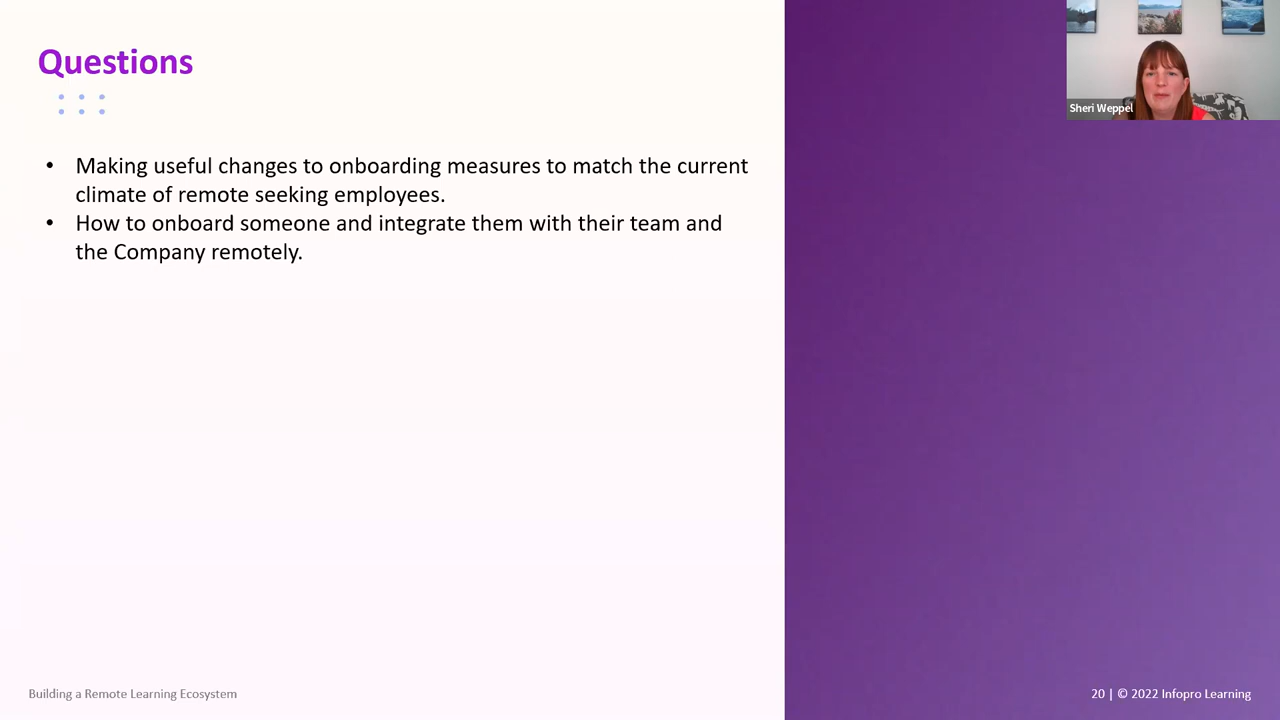 Questions
Sheri Weppel
• Making useful changes to onboarding measures to match the current
climate of remote seeking employees.
• How to onboard someone and integrate them with their team and
the Company remotely.
Building a Remote Learning Ecosystem
20 | © 2022 Infopro Learning